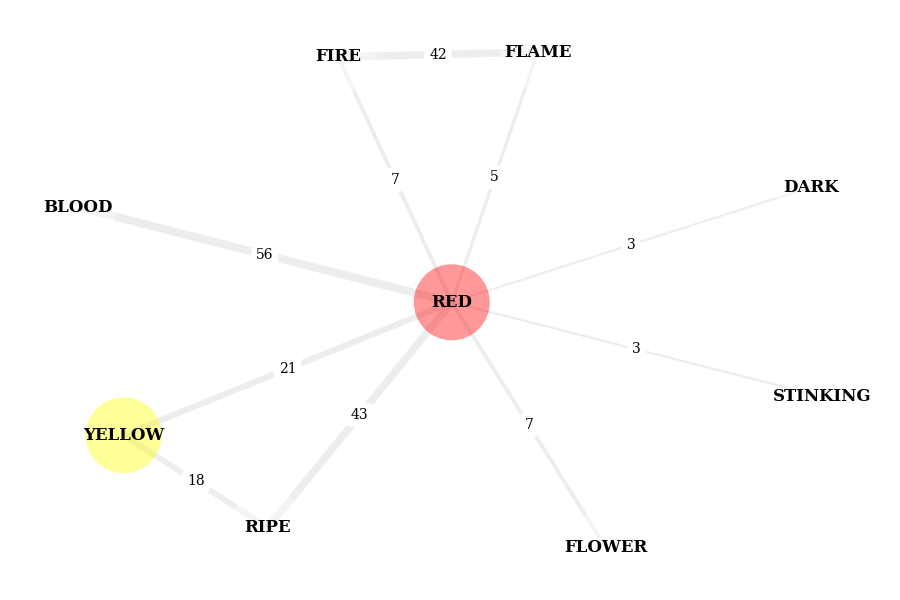 FIRE
42
FLAME
7
5
DARK
BLOOD
3
56
RED
3
21
STINKING
43
7
YELLOW
18
RIPE
FLOWER